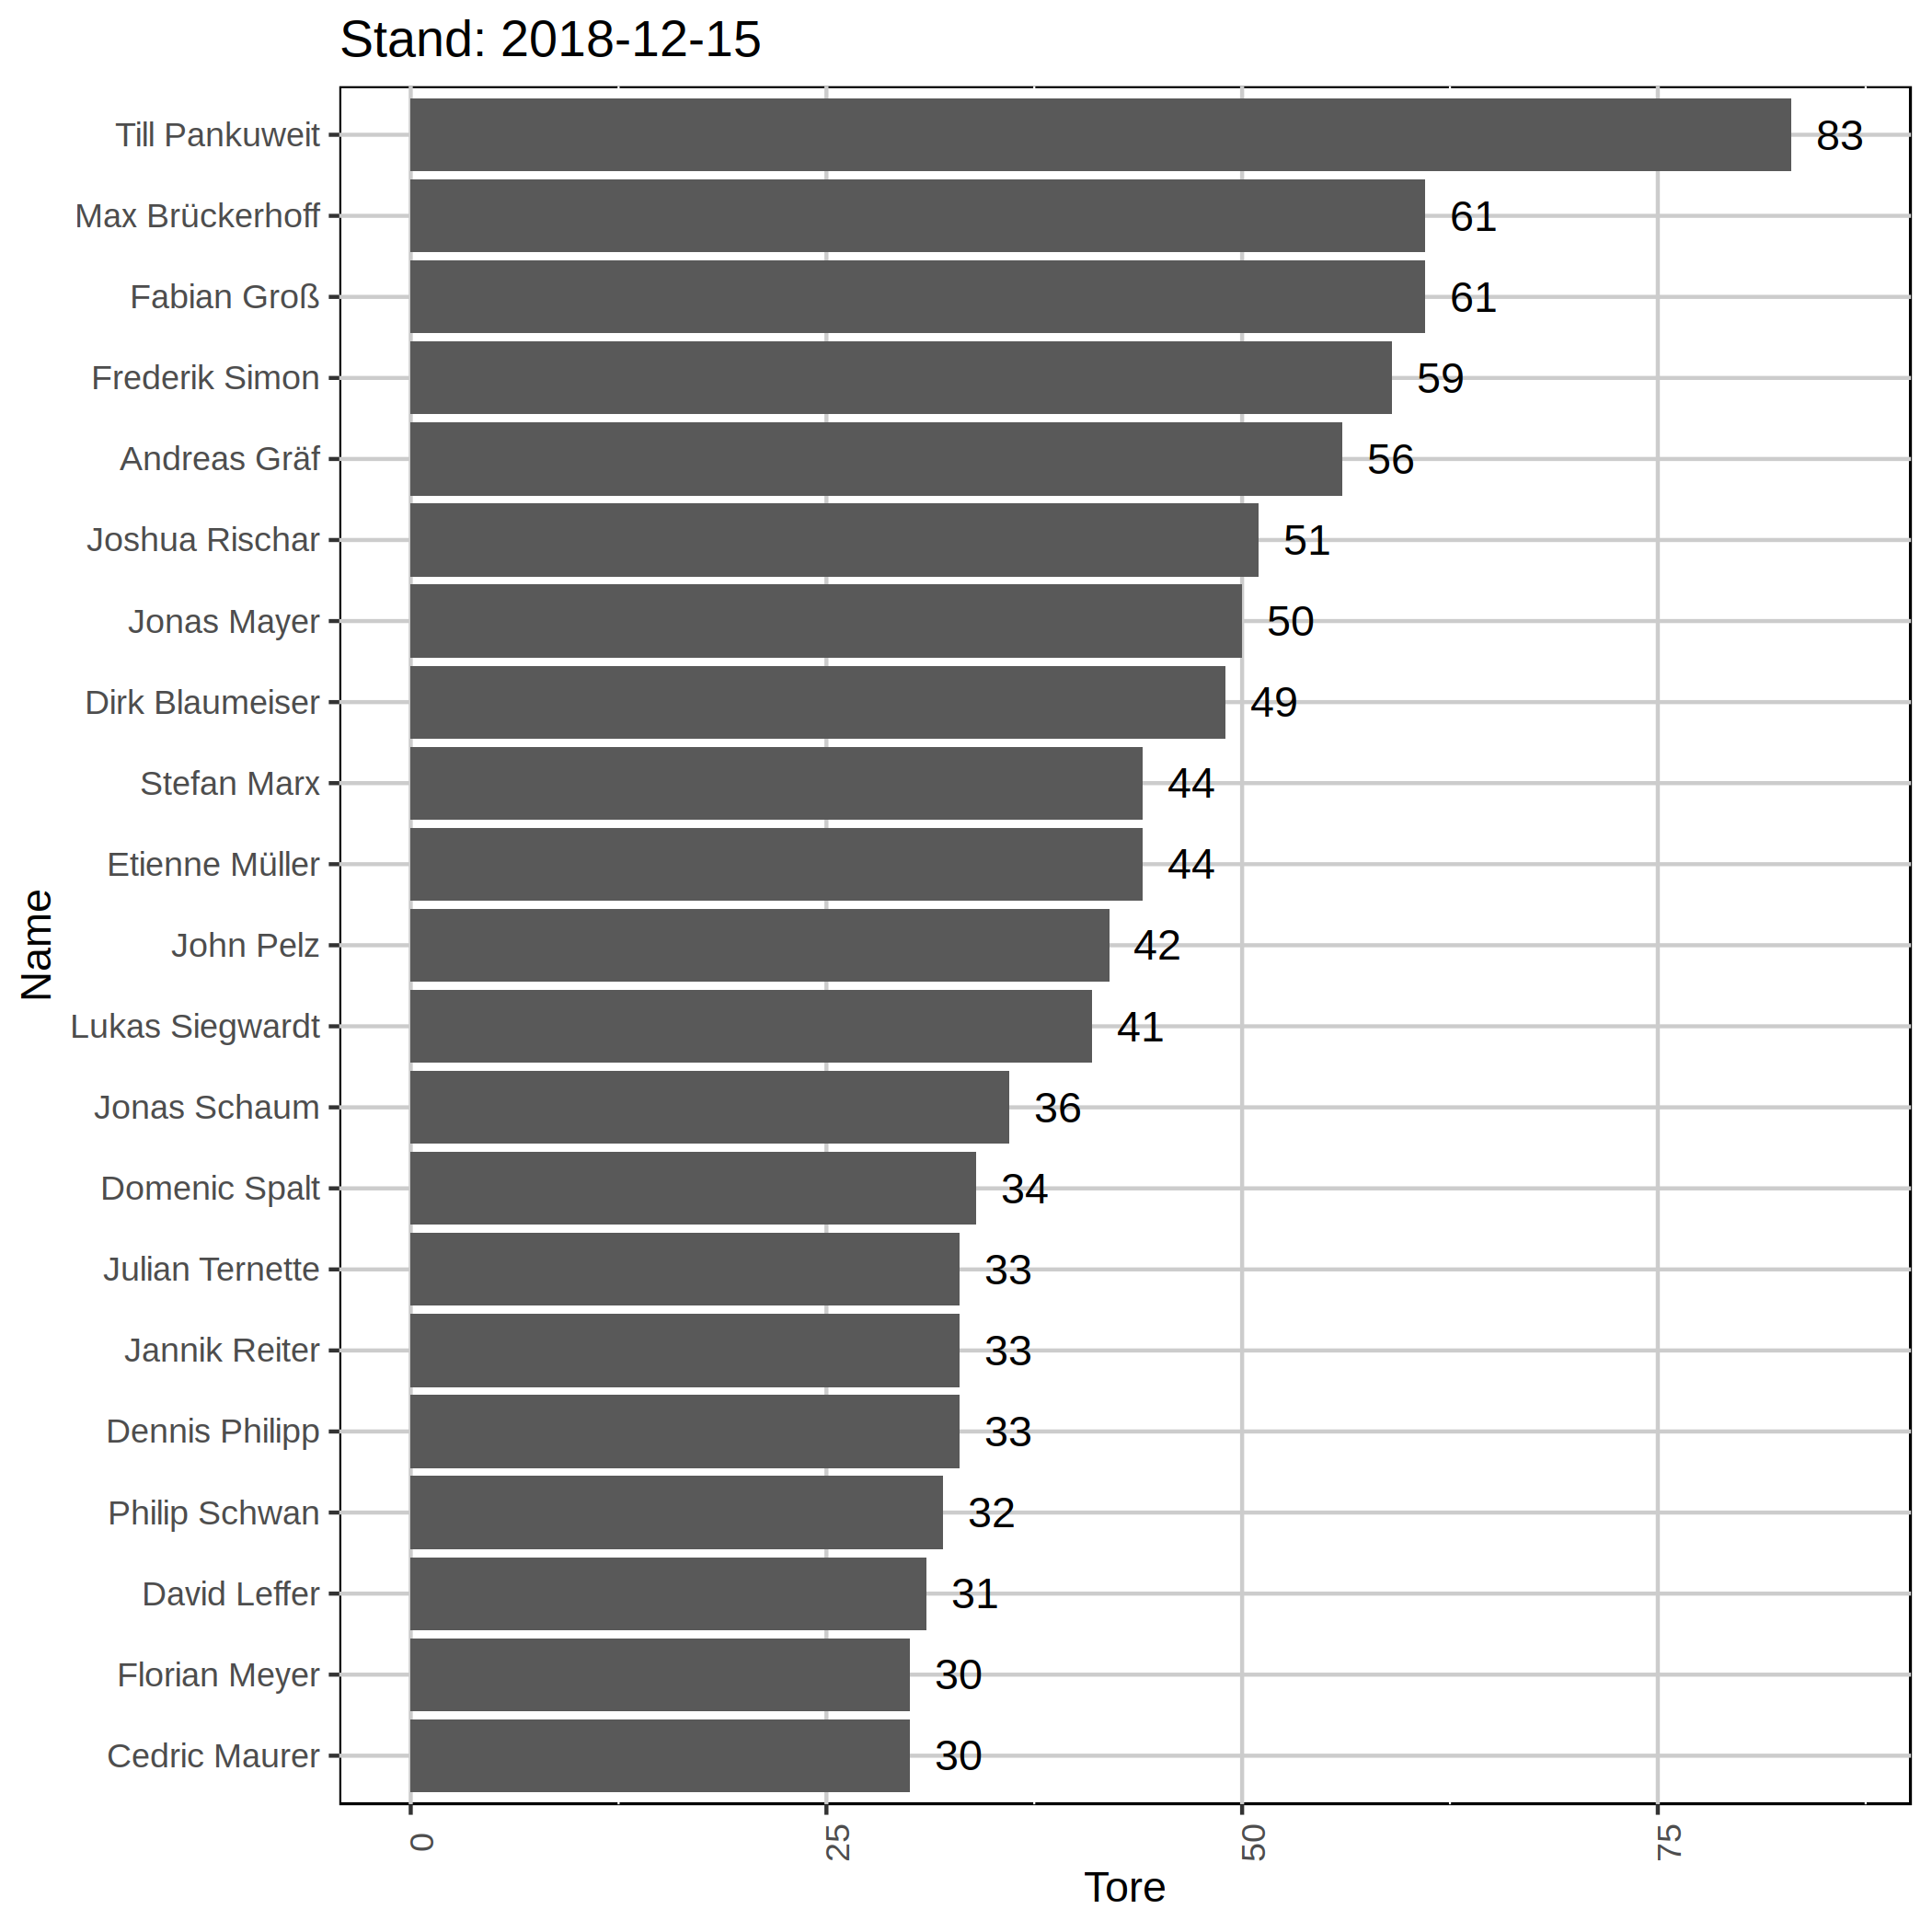 Stand: 2018-12-15
Name
Till Pankuweit 83
Max Brückerhoff 61
Fabian Groß 61
Frederik Simon 59
Andreas Gräf 56
Joshua Rischar 51
Jonas Mayer 50
Dirk Blaumeiser 49
Stefan Marx 44
Etienne Müller 44
John Pelz 42
Lukas Siegwardt 41
Jonas Schaum 36
Domenic Spalt 34
Julian Ternette 33
Jannik Reiter 33
Dennis Philipp 33
Philip Schwan 32
David Leffer 31
Florian Meyer 30
Cedric Maurer 30
0 25 50 75
Tore